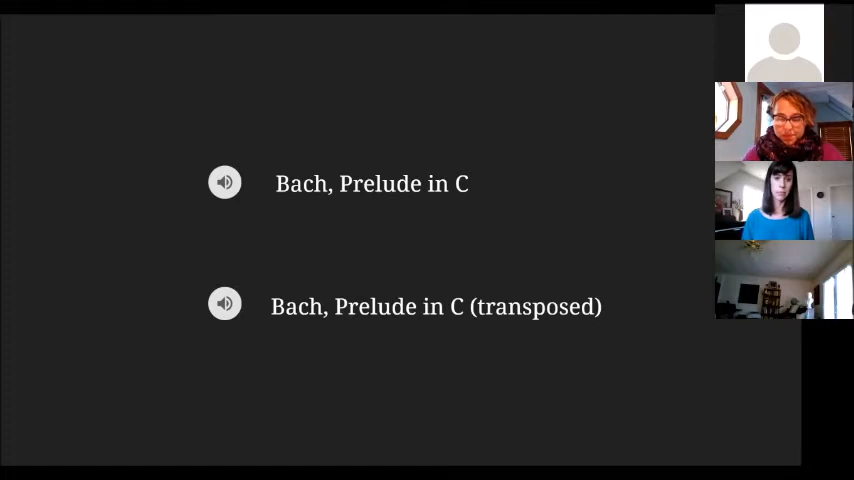 Bach, Prelude in C
Bach, Prelude in C (transposed)